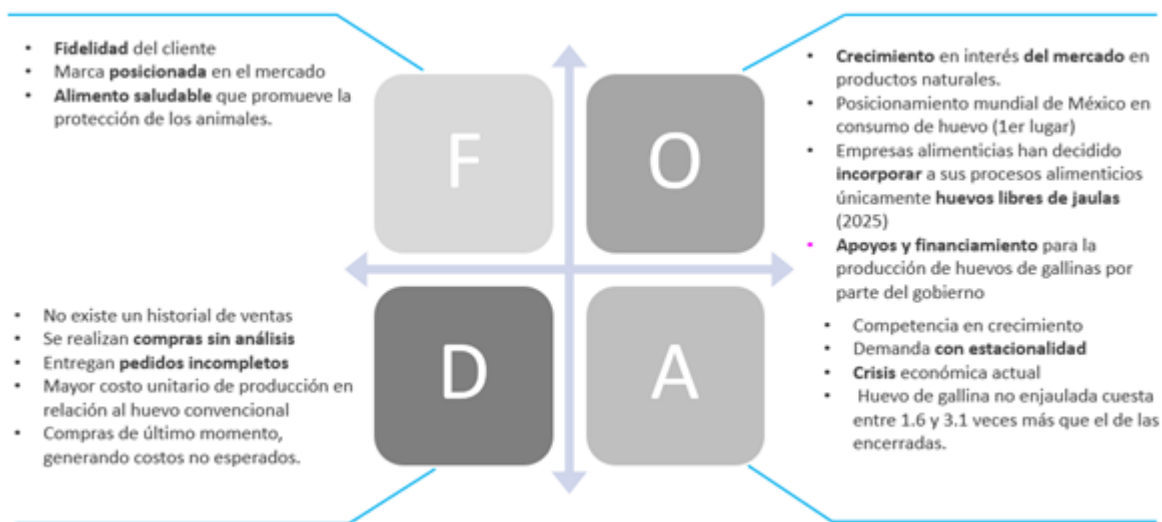 Fidelidad del cliente
Marca posicionada en el mercado
Alimento saludable que promueve la
protección de los animales.
F
O
Crecimiento en interés del mercado en
productos naturales.
Posicionamiento mundial de México en
consumo de huevo (1er lugar)
Empresas alimenticias han decidido
incorporar a sus procesos alimenticios
únicamente huevos libres de jaulas
(2025)
Apoyos y financiamiento para la
producción de huevos de gallinas por
parte del gobierno
No existe un historial de ventas
Se realizan compras sin análisis
Entregan pedidos incompletos
Mayor costo unitario de producción en
relación al huevo convencional
Compras de último momento,
generando costos no esperados.
D
A
Competencia en crecimiento
Demanda con estacionalidad
Crisis económica actual
Huevo de gallina no enjaulada cuesta
entre 1.6 y 3.1 veces más que el de las
encerradas.